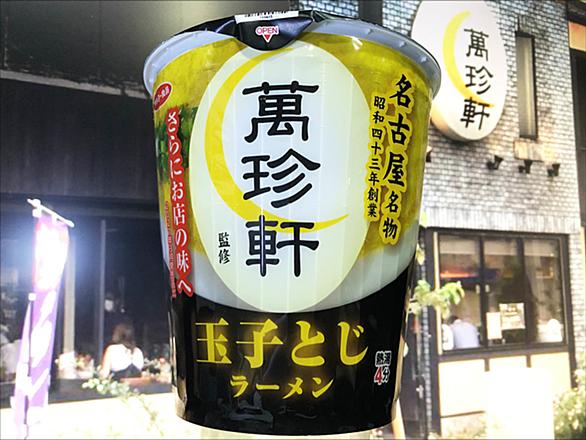 OPEN
萬珍軒
監修
名古屋名物
昭和四十三年創業
さらにお店の味へ
玉子とじ
ラーメン
熱湯4分
萬珍軒